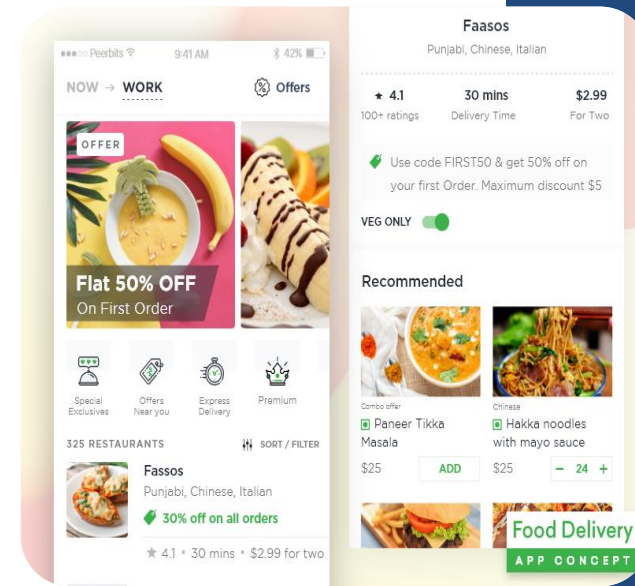 Peerbits
9:41 AM
42%
NOW → WORK
Offers
OFFER
Flat 50% OFF
On First Order
Special
Exclusives
Offers
Near you
Express
Delivery
Premium
325 RESTAURANTS
SORT / FILTER
Fassos
Punjabi, Chinese, Italian
30% off on all orders
★ 4.1 • 30 mins • $2.99 for two
Faasos
Punjabi, Chinese, Italian
★ 4.1
100+ ratings
30 mins
Delivery Time
$2.99
For Two
Use code FIRST50 & get 50% off on
your first Order. Maximum discount $5
VEG ONLY
Recommended
Combo offer
Paneer Tikka
Masala
$25
ADD
Chinese
Hakka noodles
with mayo sauce
$25
− 24 +
Food Delivery
APP CONCEPT